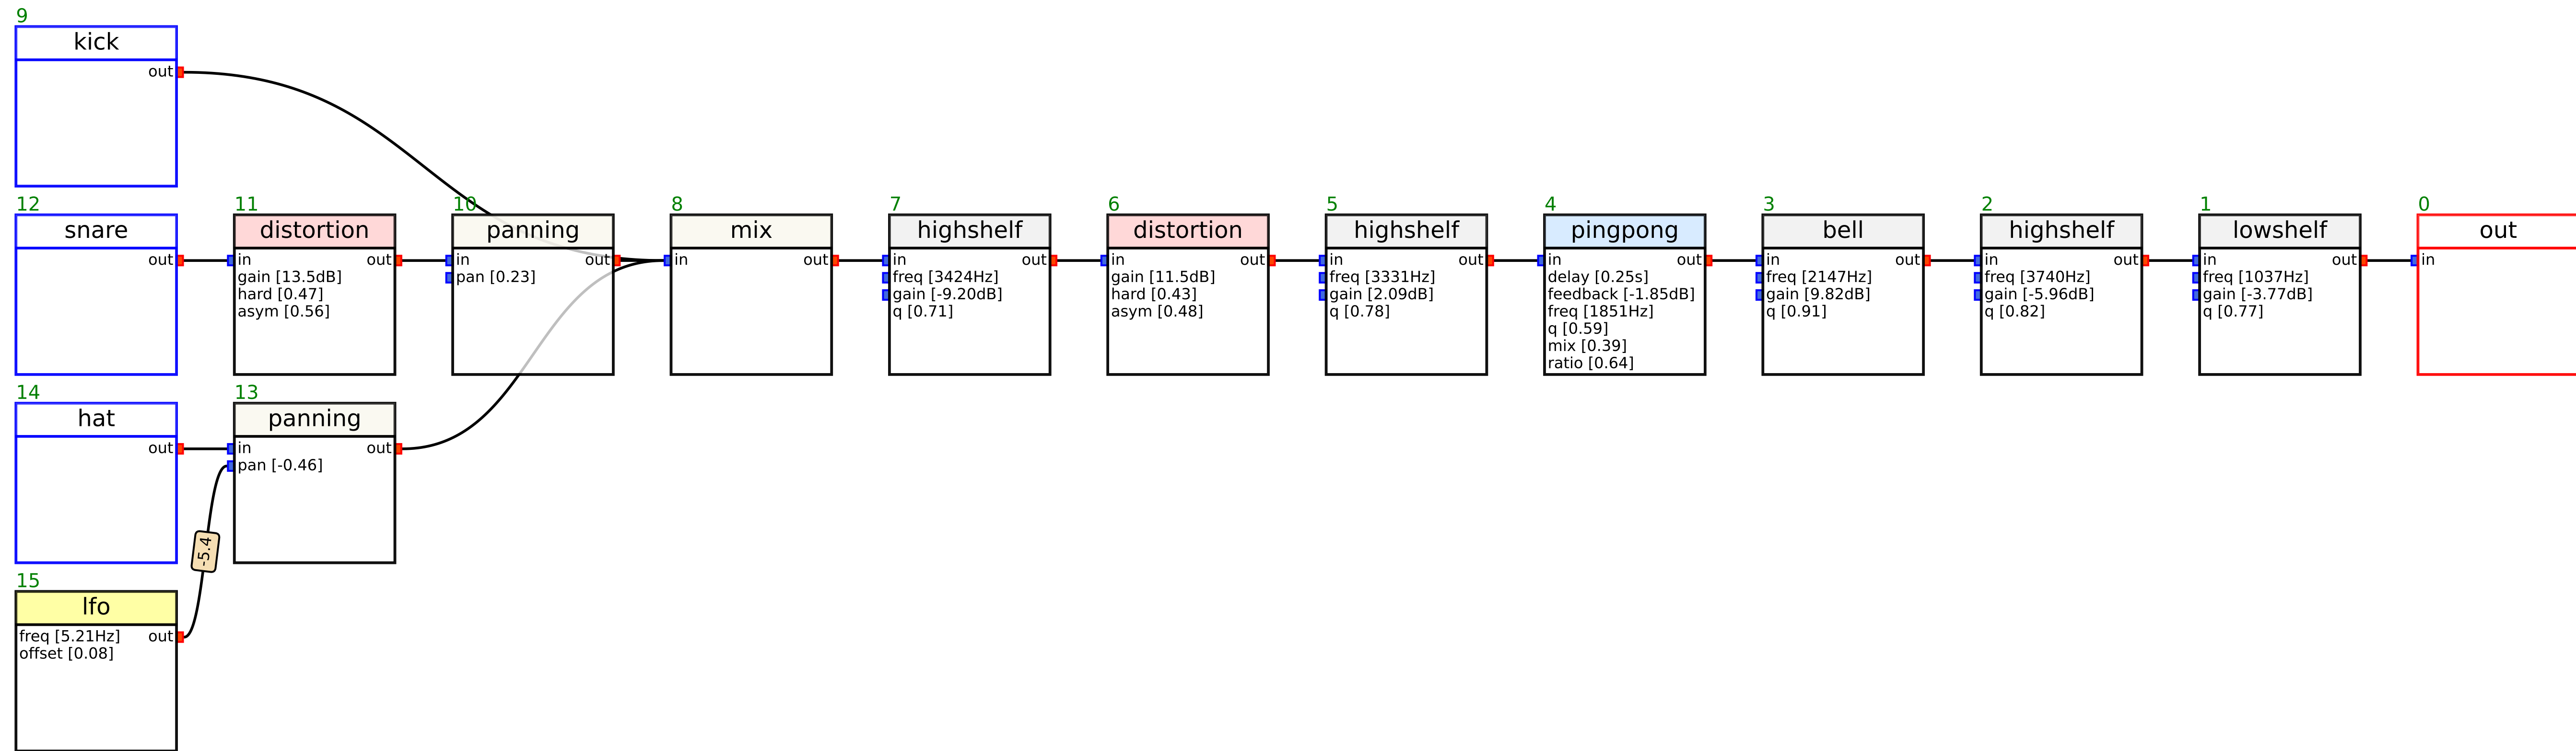 9
kick
out
12
snare
out
11
distortion
in out
gain [13.5dB]
hard [0.47]
asym [0.56]
10
panning
in out
pan [0.23]
8
mix
in out
7
highshelf
in out
freq [3424Hz]
gain [-9.20dB]
q [0.71]
6
distortion
in out
gain [11.5dB]
hard [0.43]
asym [0.48]
5
highshelf
in out
freq [3331Hz]
gain [2.09dB]
q [0.78]
4
pingpong
in out
delay [0.25s]
feedback [-1.85dB]
freq [1851Hz]
q [0.59]
mix [0.39]
ratio [0.64]
3
bell
in out
freq [2147Hz]
gain [9.82dB]
q [0.91]
2
highshelf
in out
freq [3740Hz]
gain [-5.96dB]
q [0.82]
1
lowshelf
in out
freq [1037Hz]
gain [-3.77dB]
q [0.77]
0
out
in
14
hat
out
13
panning
in out
pan [-0.46]
-5.4
15
lfo
freq [5.21Hz] out
offset [0.08]